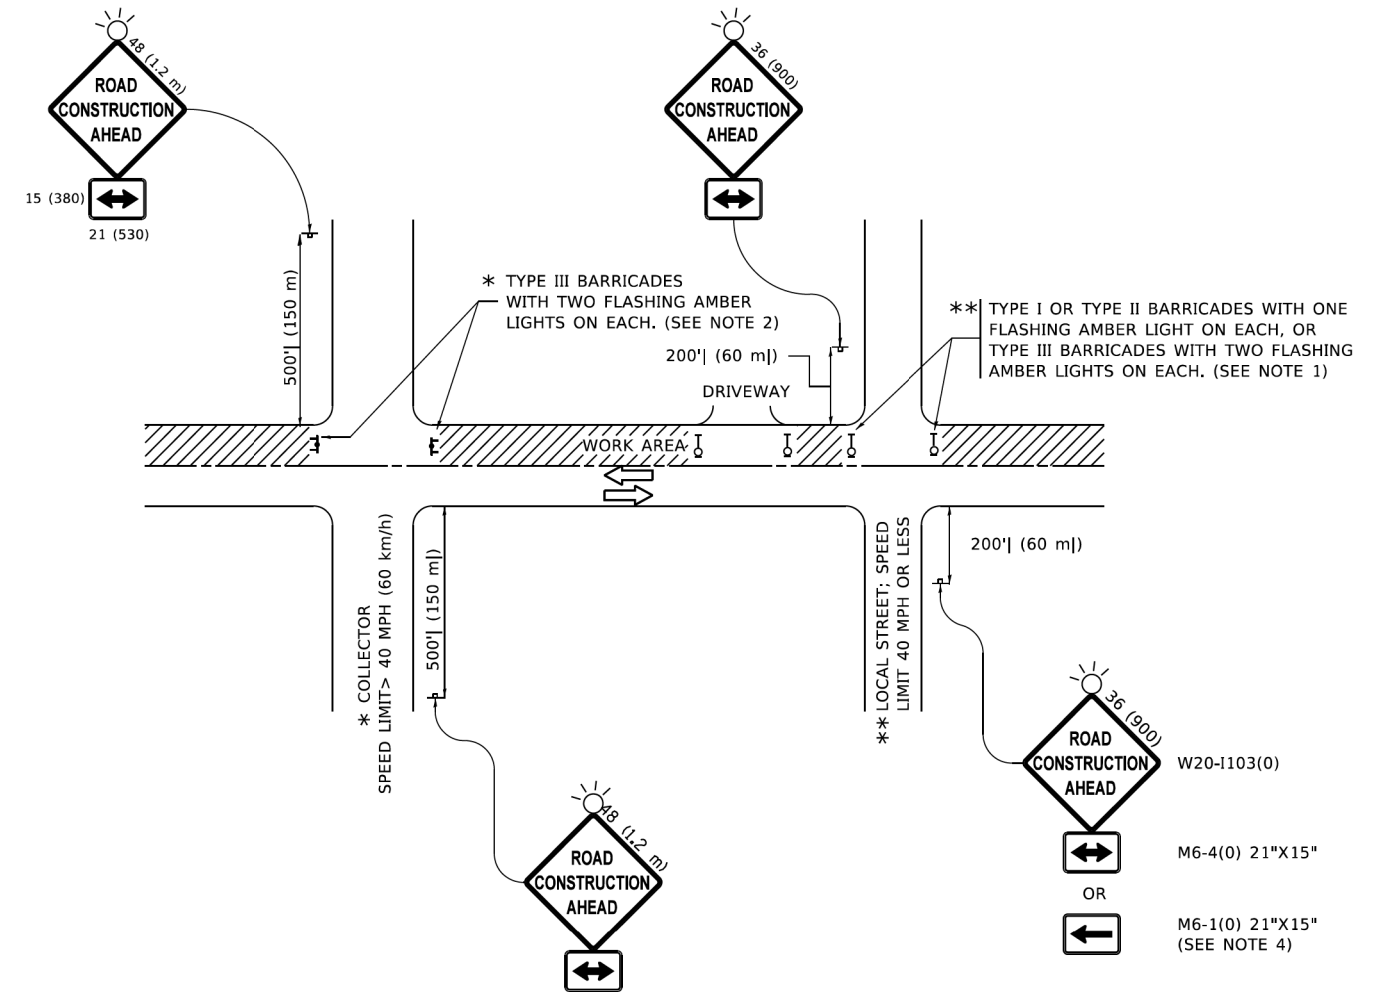 48 (1.2 m)
ROAD
CONSTRUCTION
AHEAD
15 (380)
21 (530)
36 (900)
ROAD
CONSTRUCTION
AHEAD
500'| (150 m)
* TYPE III BARRICADES
WITH TWO FLASHING AMBER
LIGHTS ON EACH. (SEE NOTE 2)
200'| (60 m|)
DRIVEWAY
** TYPE I OR TYPE II BARRICADES WITH ONE
FLASHING AMBER LIGHT ON EACH, OR
TYPE III BARRICADES WITH TWO FLASHING
AMBER LIGHTS ON EACH. (SEE NOTE 1)
WORK AREA
* COLLECTOR
SPEED LIMIT> 40 MPH (60 km/h)
500'| (150 m|)
** LOCAL STREET; SPEED
LIMIT 40 MPH OR LESS
200'| (60 m|)
48 (1.2 m)
ROAD
CONSTRUCTION
AHEAD
36 (900)
ROAD
CONSTRUCTION
AHEAD
W20-I103(0)
M6-4(0) 21"X15"
OR
M6-1(0) 21"X15"
(SEE NOTE 4)